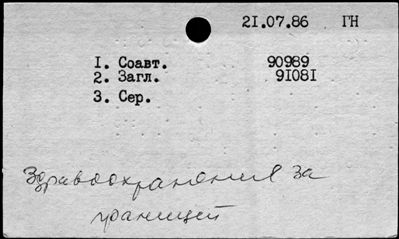 21.07.86 ГН
1. Соавт. 90989
2. Загл. 91081
3. Сер.
Здравоохранение за
границей